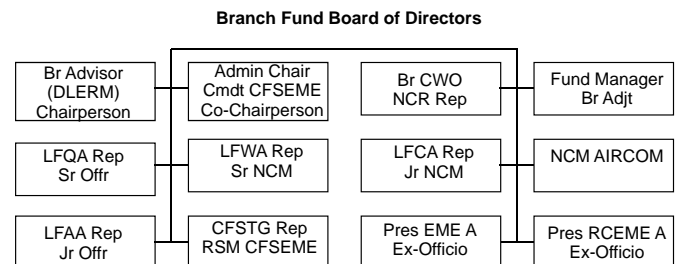 Branch Fund Board of Directors
Br Advisor
(DLERM)
Chairperson
Admin Chair
Cmdt CFSEME
Co-Chairperson
Br CWO
NCR Rep
Fund Manager
Br Adjt
LFQA Rep
Sr Offr
LFWA Rep
Sr NCM
LFCA Rep
Jr NCM
NCM AIRCOM
LFAA Rep
Jr Offr
CFSTG Rep
RSM CFSEME
Pres EME A
Ex-Officio
Pres RCEME A
Ex-Officio